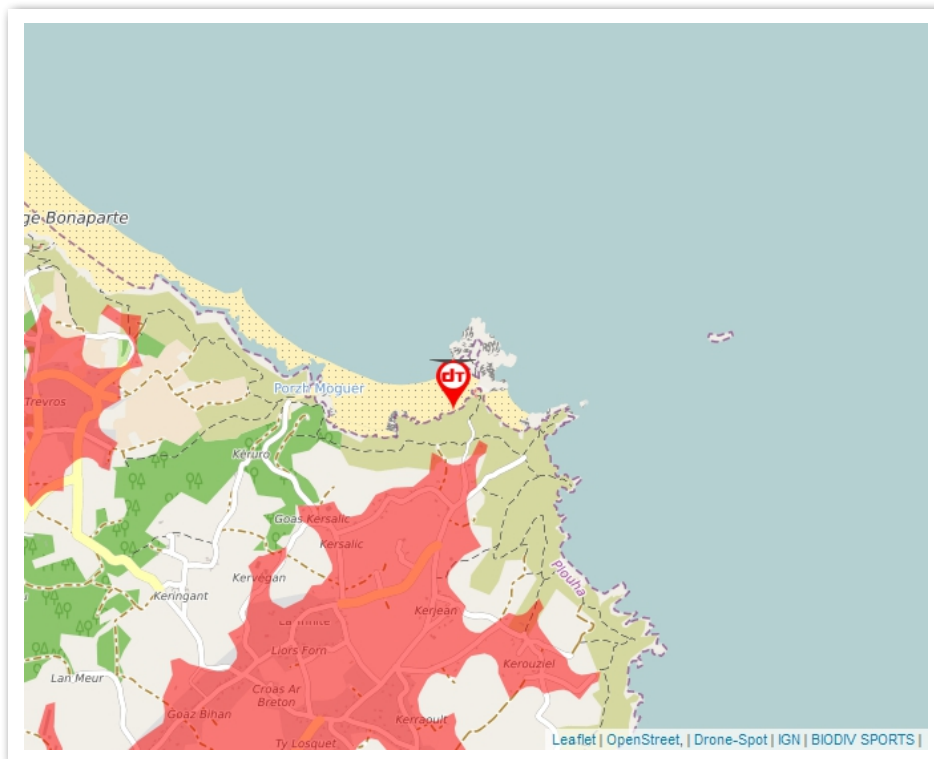 ge Bonaparte
Trevros
Porzh Moguer
dT
Keruro
Goas Kersalic
Kersalic
Kervegan
Keringant
Plouha
La Trinité
Kerjean
Liors Forn
Kerouziel
Lan Meur
Croas Ar
Breton
Goaz Bihan
Kerraoult
Ty Losquet
Leaflet | OpenStreet, | Drone-Spot | IGN | BIODIV SPORTS |